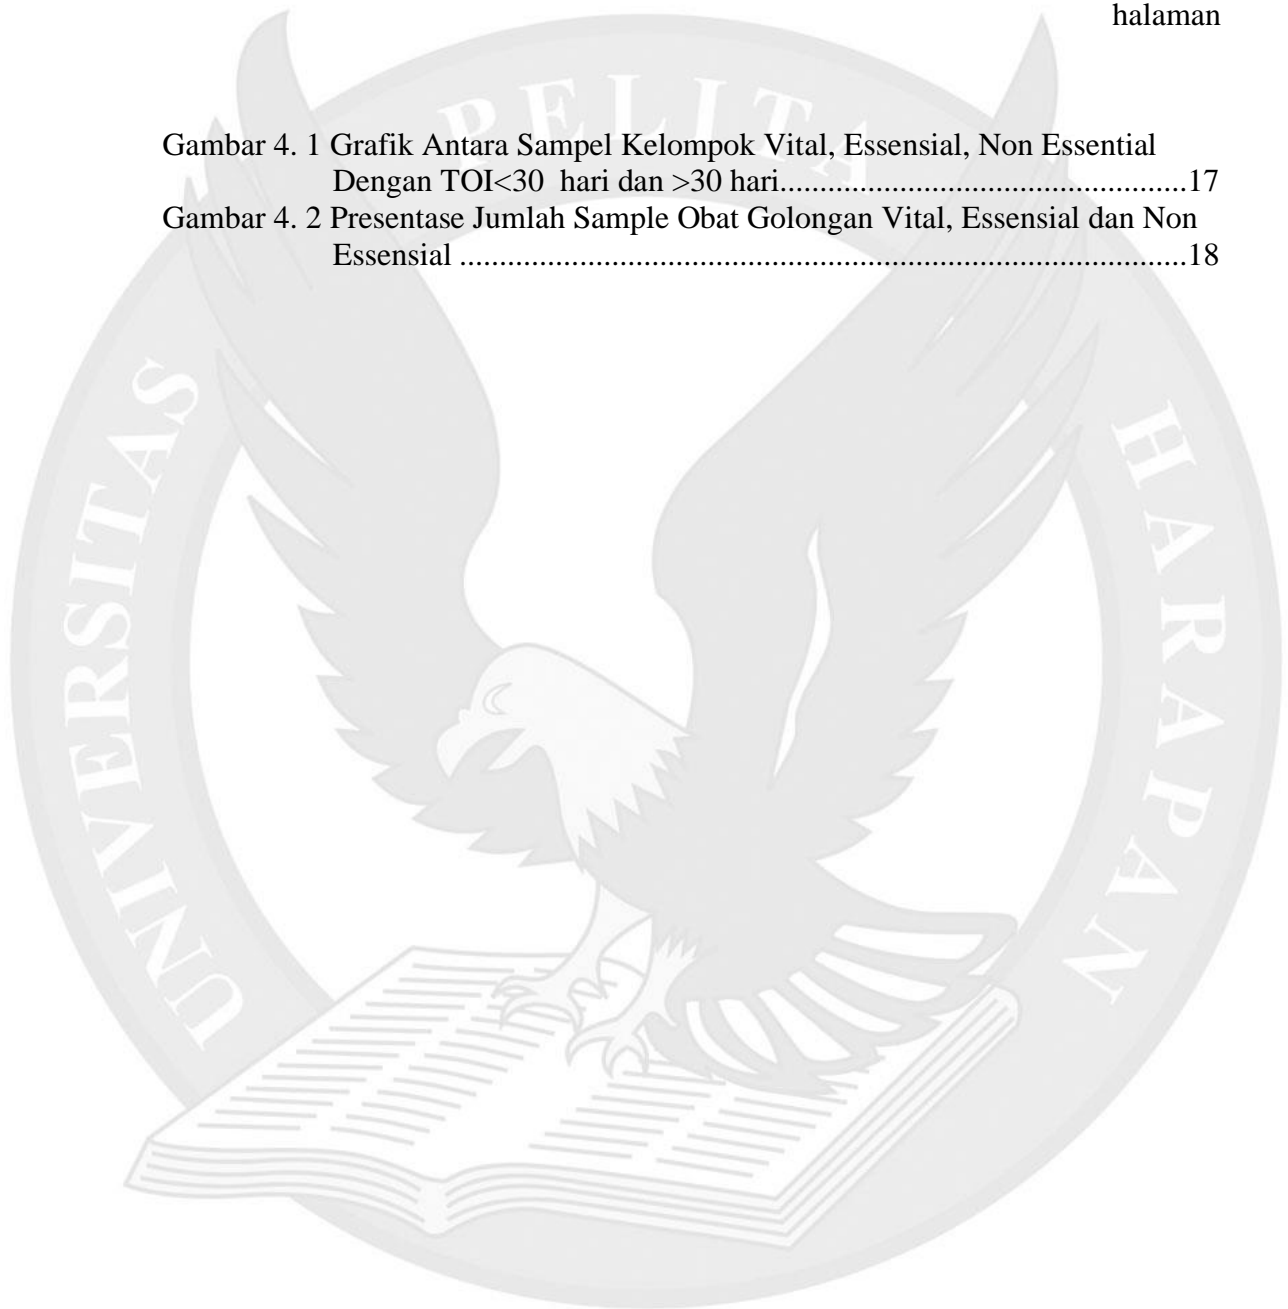 halaman
Gambar 4. 1 Grafik Antara Sampel Kelompok Vital, Essensial, Non Essential
Dengan TOI<30  hari dan >30 hari..................................................17
Gambar 4. 2 Presentase Jumlah Sample Obat Golongan Vital, Essensial dan Non
Essensial .........................................................................................18
UNIVERSITAS
PELITA
HARAPAN